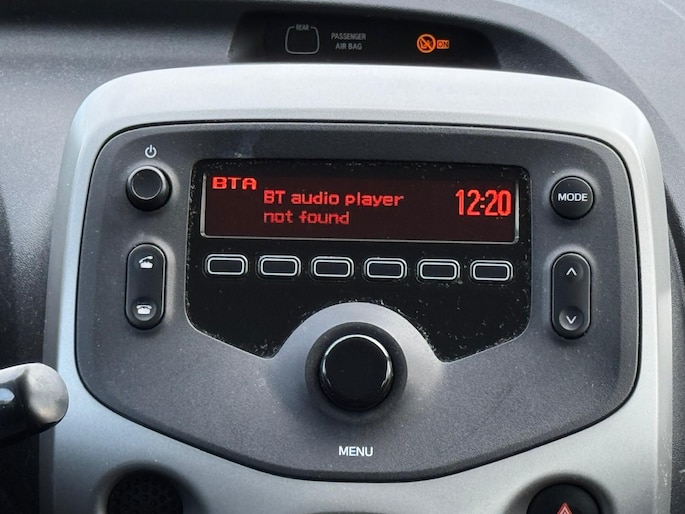 REAR
PASSENGER
AIR BAG
ON
BTA
BT audio player
not found
12:20
MODE
MENU